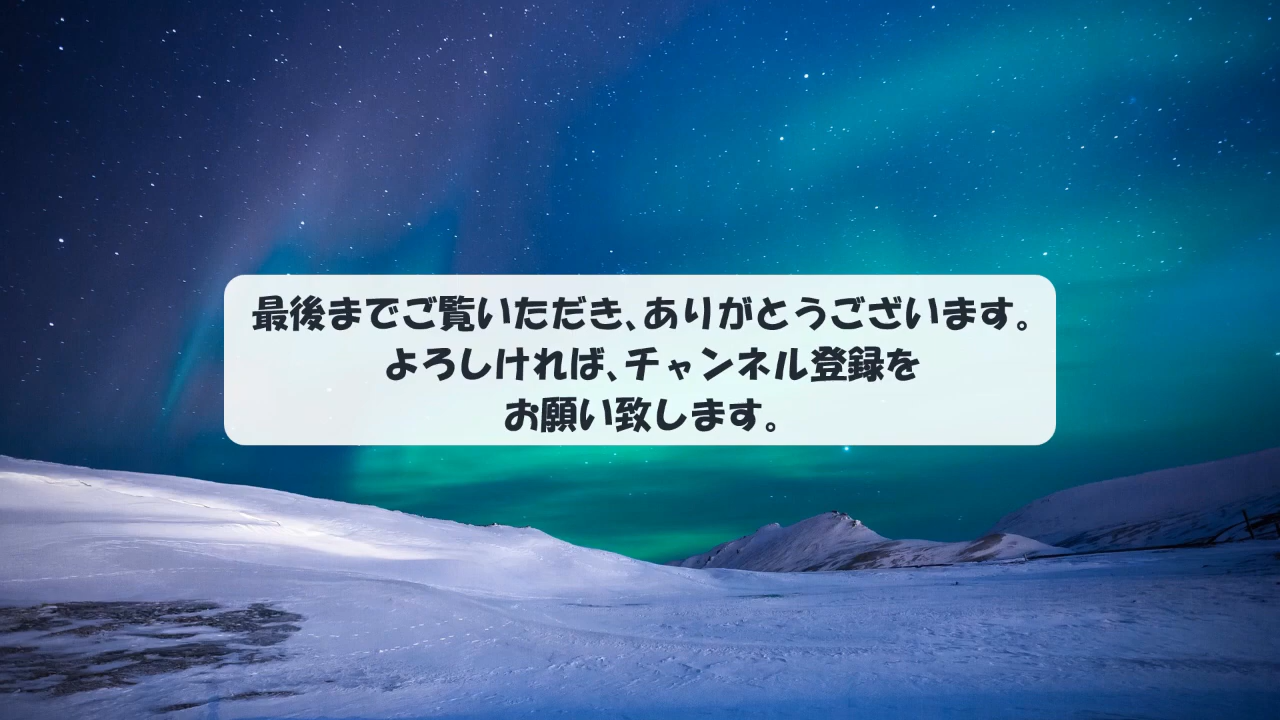 最後までご覧いただき、ありがとうございます。
よろしければ、チャンネル登録を
お願い致します。